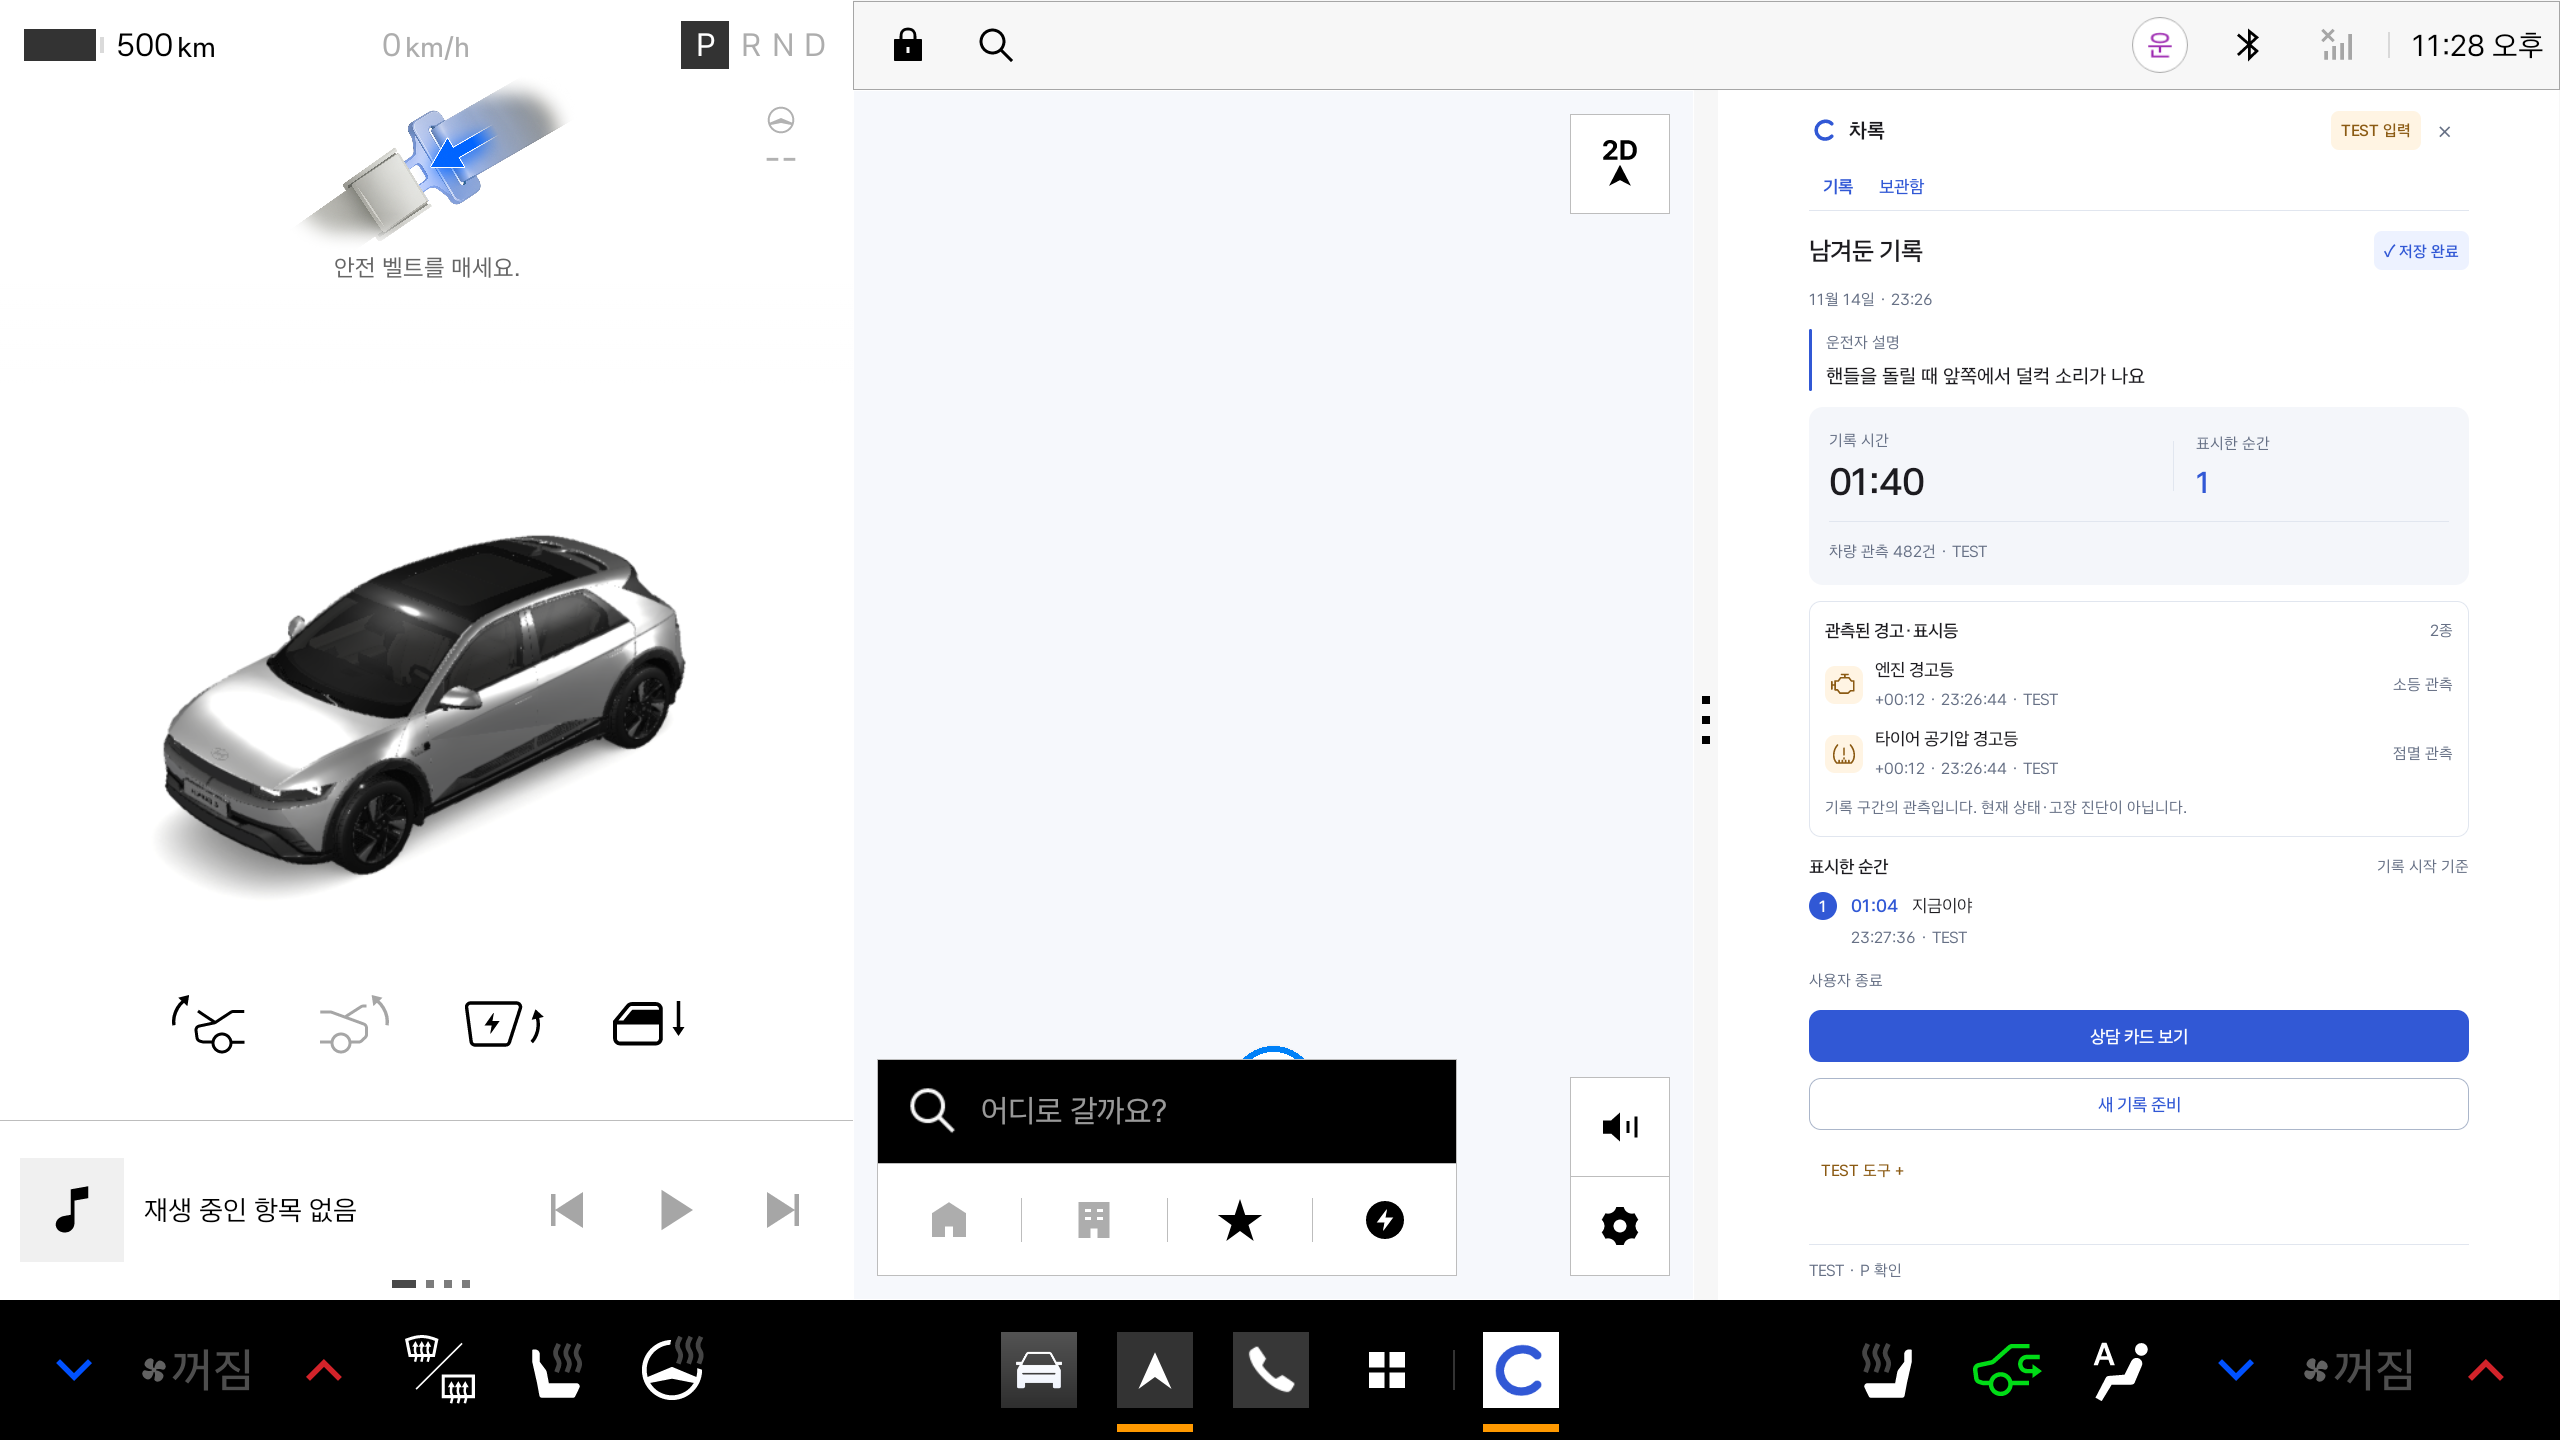 500 km
0 km/h
P R N D
운
11:28 오후
안전 벨트를 매세요.
재생 중인 항목 없음
2D
어디로 갈까요?
차록
TEST 입력
기록
보관함
남겨둔 기록
✓ 저장 완료
11월 14일 · 23:26
운전자 설명
핸들을 돌릴 때 앞쪽에서 덜컥 소리가 나요
기록 시간
01:40
표시한 순간
1
차량 관측 482건 · TEST
관측된 경고·표시등
2종
엔진 경고등
+00:12 · 23:26:44 · TEST
소등 관측
타이어 공기압 경고등
+00:12 · 23:26:44 · TEST
점멸 관측
기록 구간의 관측입니다. 현재 상태·고장 진단이 아닙니다.
표시한 순간
기록 시작 기준
1
01:04 지금이야
23:27:36 · TEST
사용자 종료
상담 카드 보기
새 기록 준비
TEST 도구 +
TEST · P 확인
꺼짐
A
꺼짐